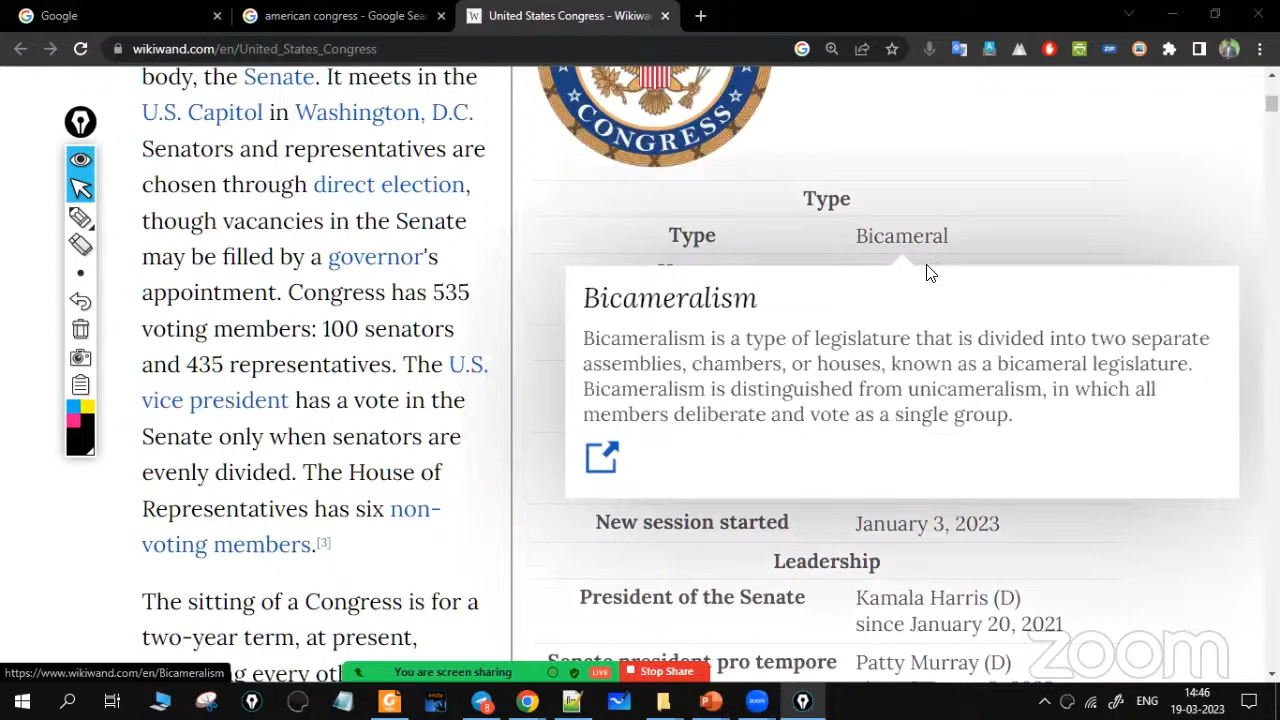 Google
american congress - Google Sea
United States Congress - Wikiwa
wikiwand.com/en/United_States_Congress
body, the Senate. It meets in the
U.S. Capitol in Washington, D.C.
Senators and representatives are
chosen through direct election,
though vacancies in the Senate
may be filled by a governor's
appointment. Congress has 535
voting members: 100 senators
and 435 representatives. The U.S.
vice president has a vote in the
Senate only when senators are
evenly divided. The House of
Representatives has six non-
voting members.[3]
The sitting of a Congress is for a
two-year term, at present,
CONGRESS
Type
Type Bicameral
Bicameralism
Bicameralism is a type of legislature that is divided into two separate
assemblies, chambers, or houses, known as a bicameral legislature.
Bicameralism is distinguished from unicameralism, in which all
members deliberate and vote as a single group.
New session started January 3, 2023
Leadership
President of the Senate Kamala Harris (D)
since January 20, 2021
Senate president pro tempore Patty Murray (D)
zoom
https://www.wikiwand.com/en/Bicameralism
You are screen sharing LIVE Stop Share
ENG
14:46
19-03-2023